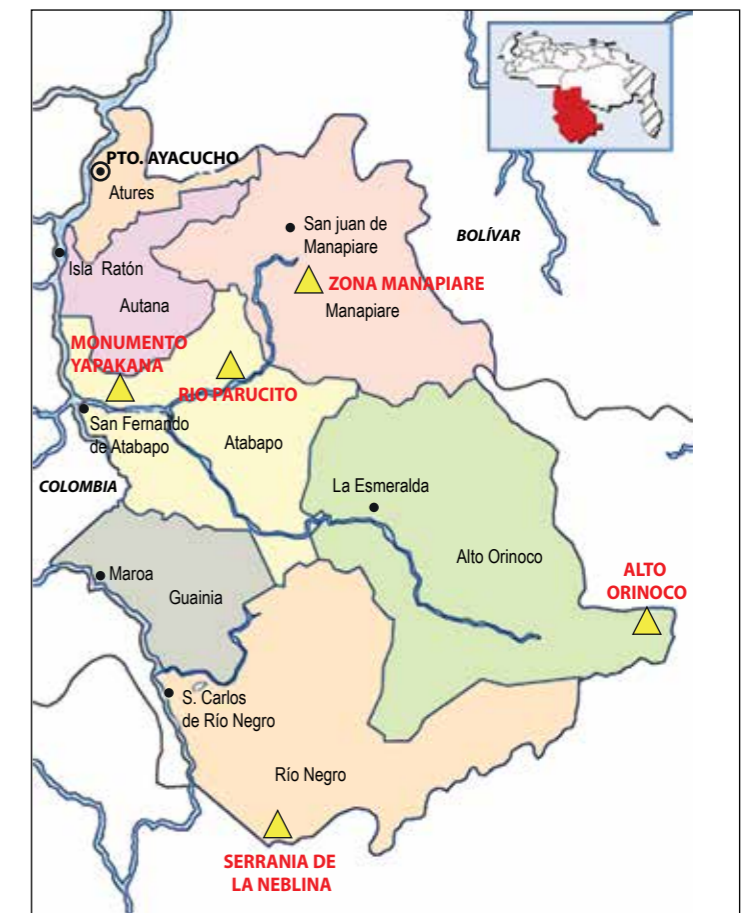 PTO. AYACUCHO
Atures
San juan de
Manapiare
BOLÍVAR
Isla Ratón
ZONA MANAPIARE
Autana
Manapiare
MONUMENTO
YAPAKANA
RIO PARUCITO
San Fernando
de Atabapo
Atabapo
COLOMBIA
La Esmeralda
Alto Orinoco
ALTO
ORINOCO
Maroa
Guainia
S. Carlos
de Río Negro
Río Negro
SERRANIA DE
LA NEBLINA